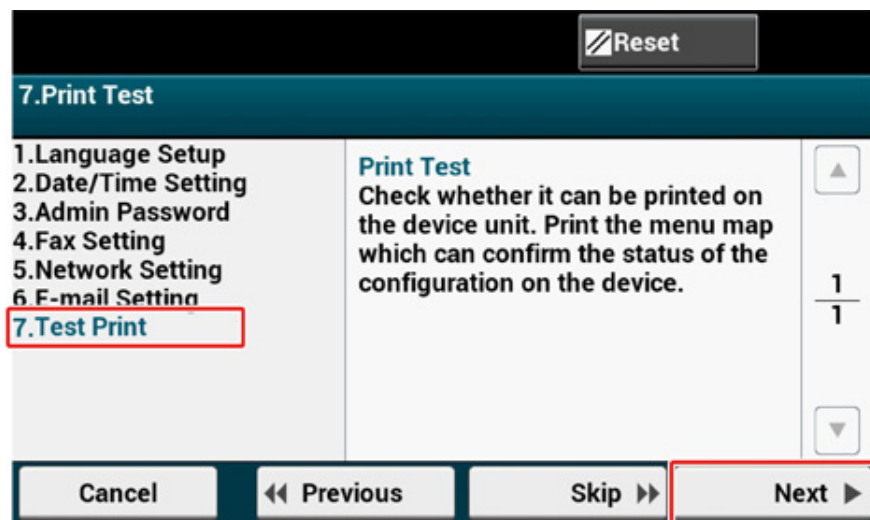 Reset
7.Print Test
1.Language Setup
2.Date/Time Setting
3.Admin Password
4.Fax Setting
5.Network Setting
6.E-mail Setting
7.Test Print
Print Test
Check whether it can be printed on
the device unit. Print the menu map
which can confirm the status of the
configuration on the device.
1
1
Cancel
Previous
Skip
Next